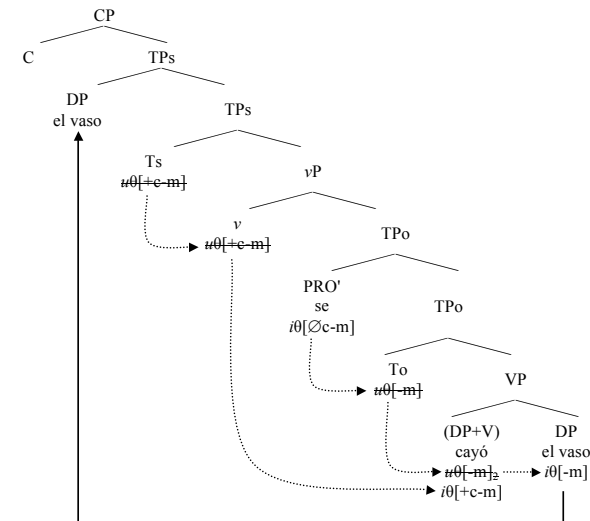 CP
C TPs
DP
el vaso
TPs
Ts
uθ[+c-m]
vP
v
uθ[+c-m]
TPo
PRO'
se
iθ[∅c-m]
TPo
To
uθ[-m]
VP
(DP+V)
cayó
uθ[-m]₂
iθ[+c-m]
DP
el vaso
iθ[-m]